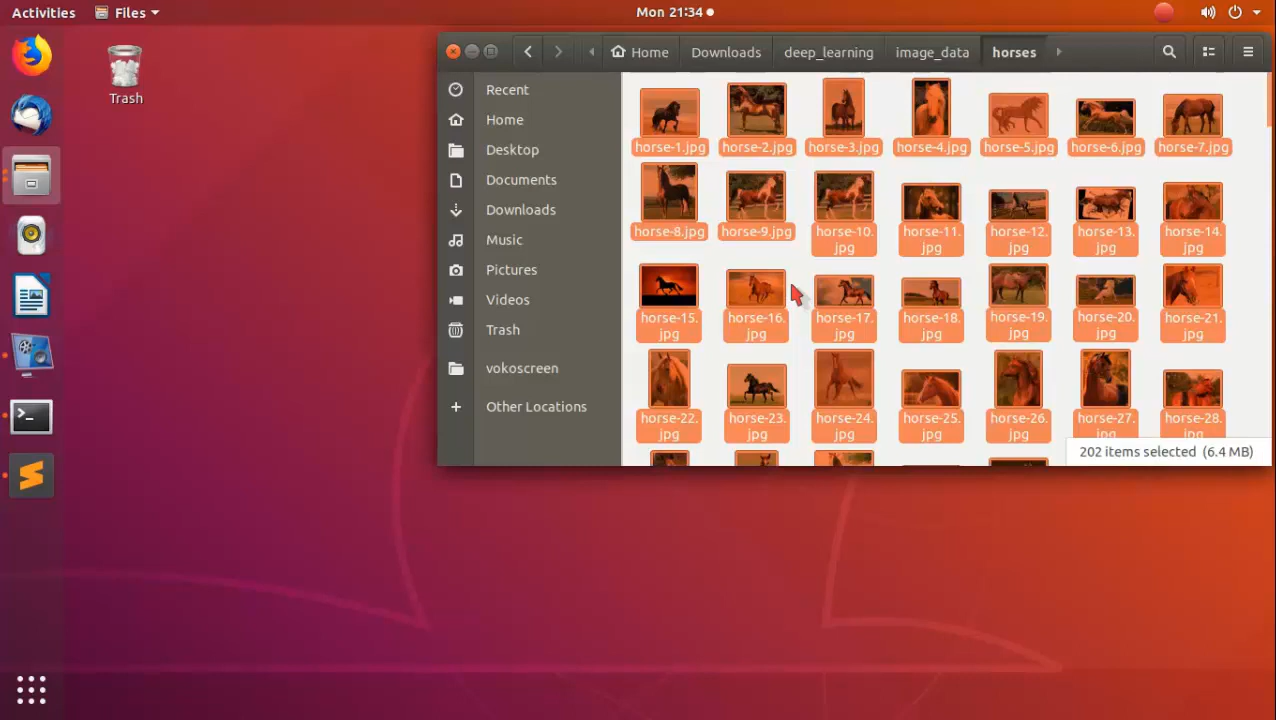 Activities Files Mon 21:34
Trash
Home Downloads deep_learning image_data horses
Recent
Home
Desktop
Documents
Downloads
Music
Pictures
Videos
Trash
vokoscreen
Other Locations
horse-1.jpg horse-2.jpg horse-3.jpg horse-4.jpg horse-5.jpg horse-6.jpg horse-7.jpg
horse-8.jpg horse-9.jpg horse-10. horse-11. horse-12. horse-13. horse-14.
jpg jpg jpg jpg jpg
horse-15. horse-16. horse-17. horse-18. horse-19. horse-20. horse-21.
jpg jpg jpg jpg jpg jpg jpg
horse-22. horse-23. horse-24. horse-25. horse-26. horse-27. horse-28.
jpg jpg jpg jpg jpg jpg jpg
202 items selected (6.4 MB)